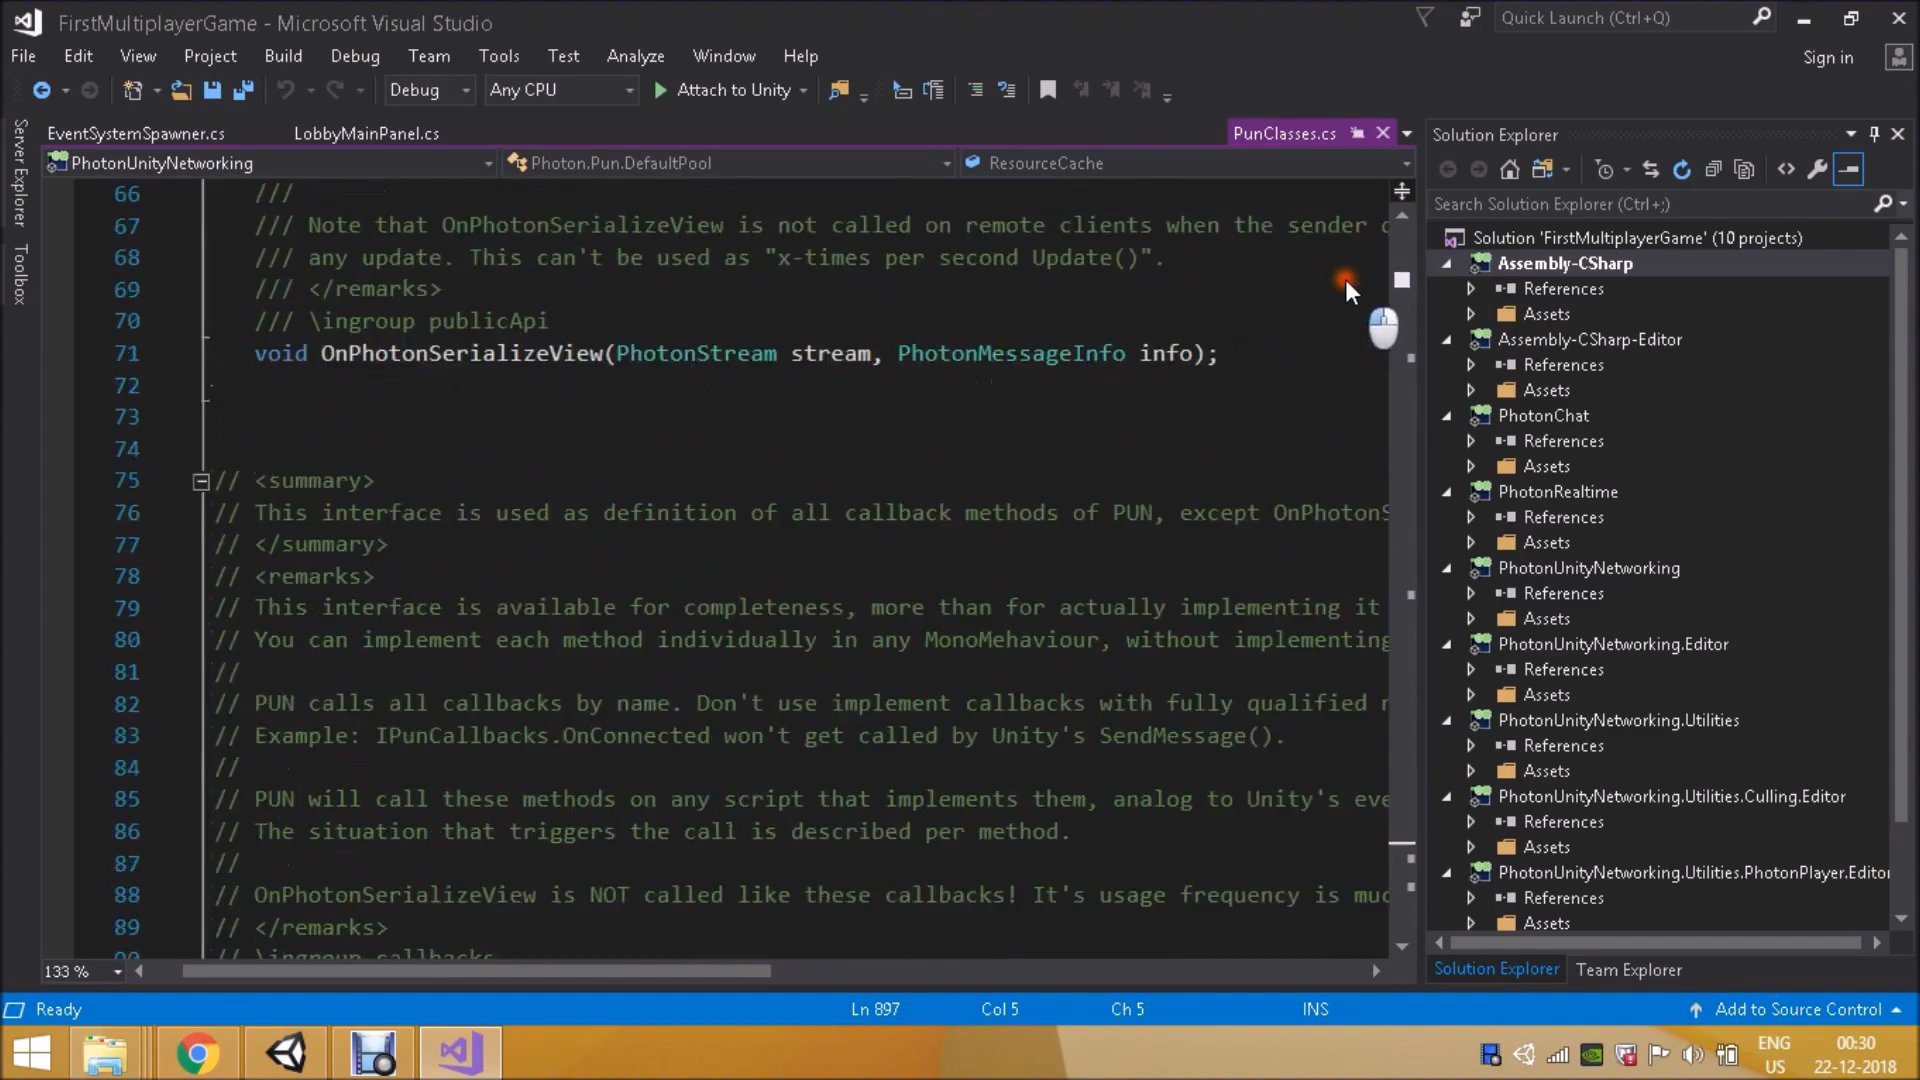 FirstMultiplayerGame - Microsoft Visual Studio
Quick Launch (Ctrl+Q)
File Edit View Project Build Debug Team Tools Test Analyze Window Help
Sign in
Debug Any CPU Attach to Unity
Server Explorer
Toolbox
EventSystemSpawner.cs LobbyMainPanel.cs PunClasses.cs
PhotonUnityNetworking Photon.Pun.DefaultPool ResourceCache
66 ///
67 /// Note that OnPhotonSerializeView is not called on remote clients when the sender
68 /// any update. This can't be used as "x-times per second Update()".
69 /// </remarks>
70 /// \ingroup publicApi
71 void OnPhotonSerializeView(PhotonStream stream, PhotonMessageInfo info);
72
73
74
75 // <summary>
76 // This interface is used as definition of all callback methods of PUN, except OnPhotonS
77 // </summary>
78 // <remarks>
79 // This interface is available for completeness, more than for actually implementing it
80 // You can implement each method individually in any MonoMehaviour, without implementing
81 //
82 // PUN calls all callbacks by name. Don't use implement callbacks with fully qualified
83 // Example: IPunCallbacks.OnConnected won't get called by Unity's SendMessage().
84 //
85 // PUN will call these methods on any script that implements them, analog to Unity's eve
86 // The situation that triggers the call is described per method.
87 //
88 // OnPhotonSerializeView is NOT called like these callbacks! It's usage frequency is muc
89 // </remarks>
90 // \ingroup callbacks
133 %
Solution Explorer
Search Solution Explorer (Ctrl+;)
Solution 'FirstMultiplayerGame' (10 projects)
Assembly-CSharp
References
Assets
Assembly-CSharp-Editor
References
Assets
PhotonChat
References
Assets
PhotonRealtime
References
Assets
PhotonUnityNetworking
References
Assets
PhotonUnityNetworking.Editor
References
Assets
PhotonUnityNetworking.Utilities
References
Assets
PhotonUnityNetworking.Utilities.Culling.Editor
References
Assets
PhotonUnityNetworking.Utilities.PhotonPlayer.Editor
References
Assets
Solution Explorer Team Explorer
Ready Ln 897 Col 5 Ch 5 INS Add to Source Control
ENG 00:30
US 22-12-2018